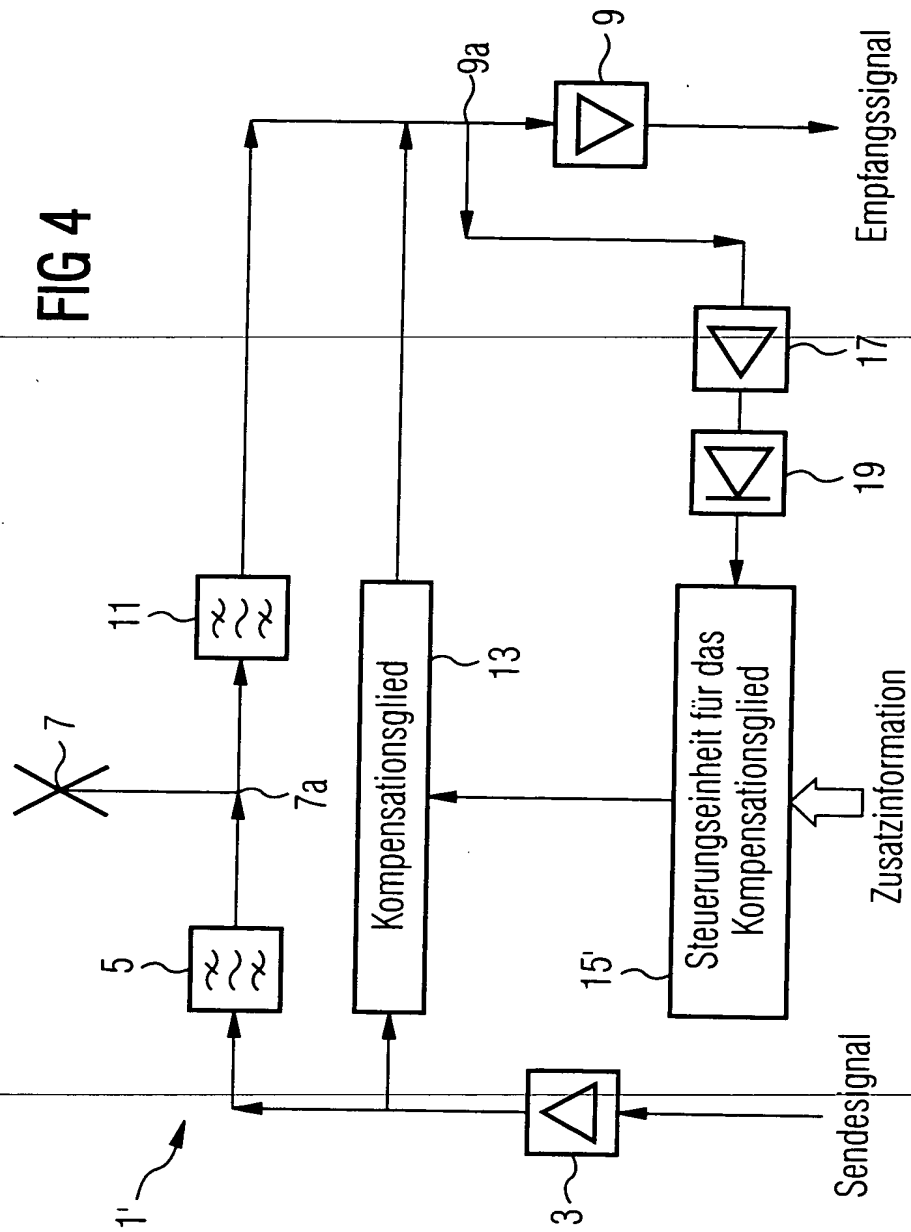 FIG 4
1'
3
5
7
7a
11
9a
9
13
Kompensationsglied
15'
Steuerungseinheit für das
Kompensationsglied
17
19
Sendesignal
Zusatzinformation
Empfangssignal